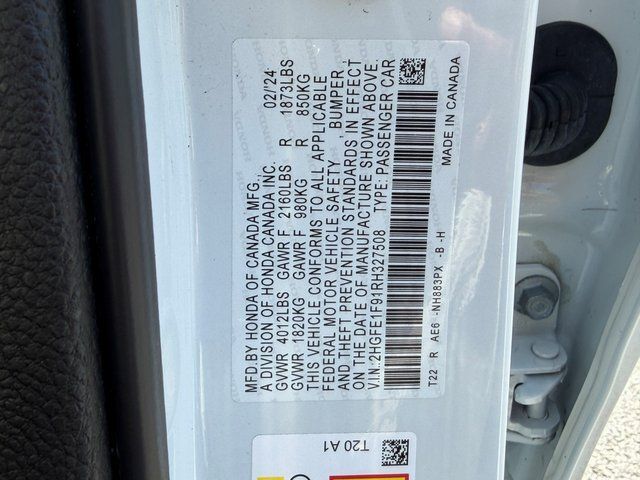 MFD.BY HONDA OF CANADA MFG. 02/'24
A DIVISION OF HONDA CANADA INC.
GVWR 4012LBS GAWR F 2160LBS R 1873LBS
GVWR 1820KG GAWR F 980KG R 850KG
THIS VEHICLE CONFORMS TO ALL APPLICABLE
FEDERAL MOTOR VEHICLE SAFETY BUMPER,
AND THEFT PREVENTION STANDARDS IN EFFECT
ON THE DATE OF MANUFACTURE SHOWN ABOVE.
V.I.N.:2HGFE1F94RH327508 TYPE: PASSENGER CAR
T22 R AE6 -NH883PX -B -H MADE IN CANADA
T20 A1